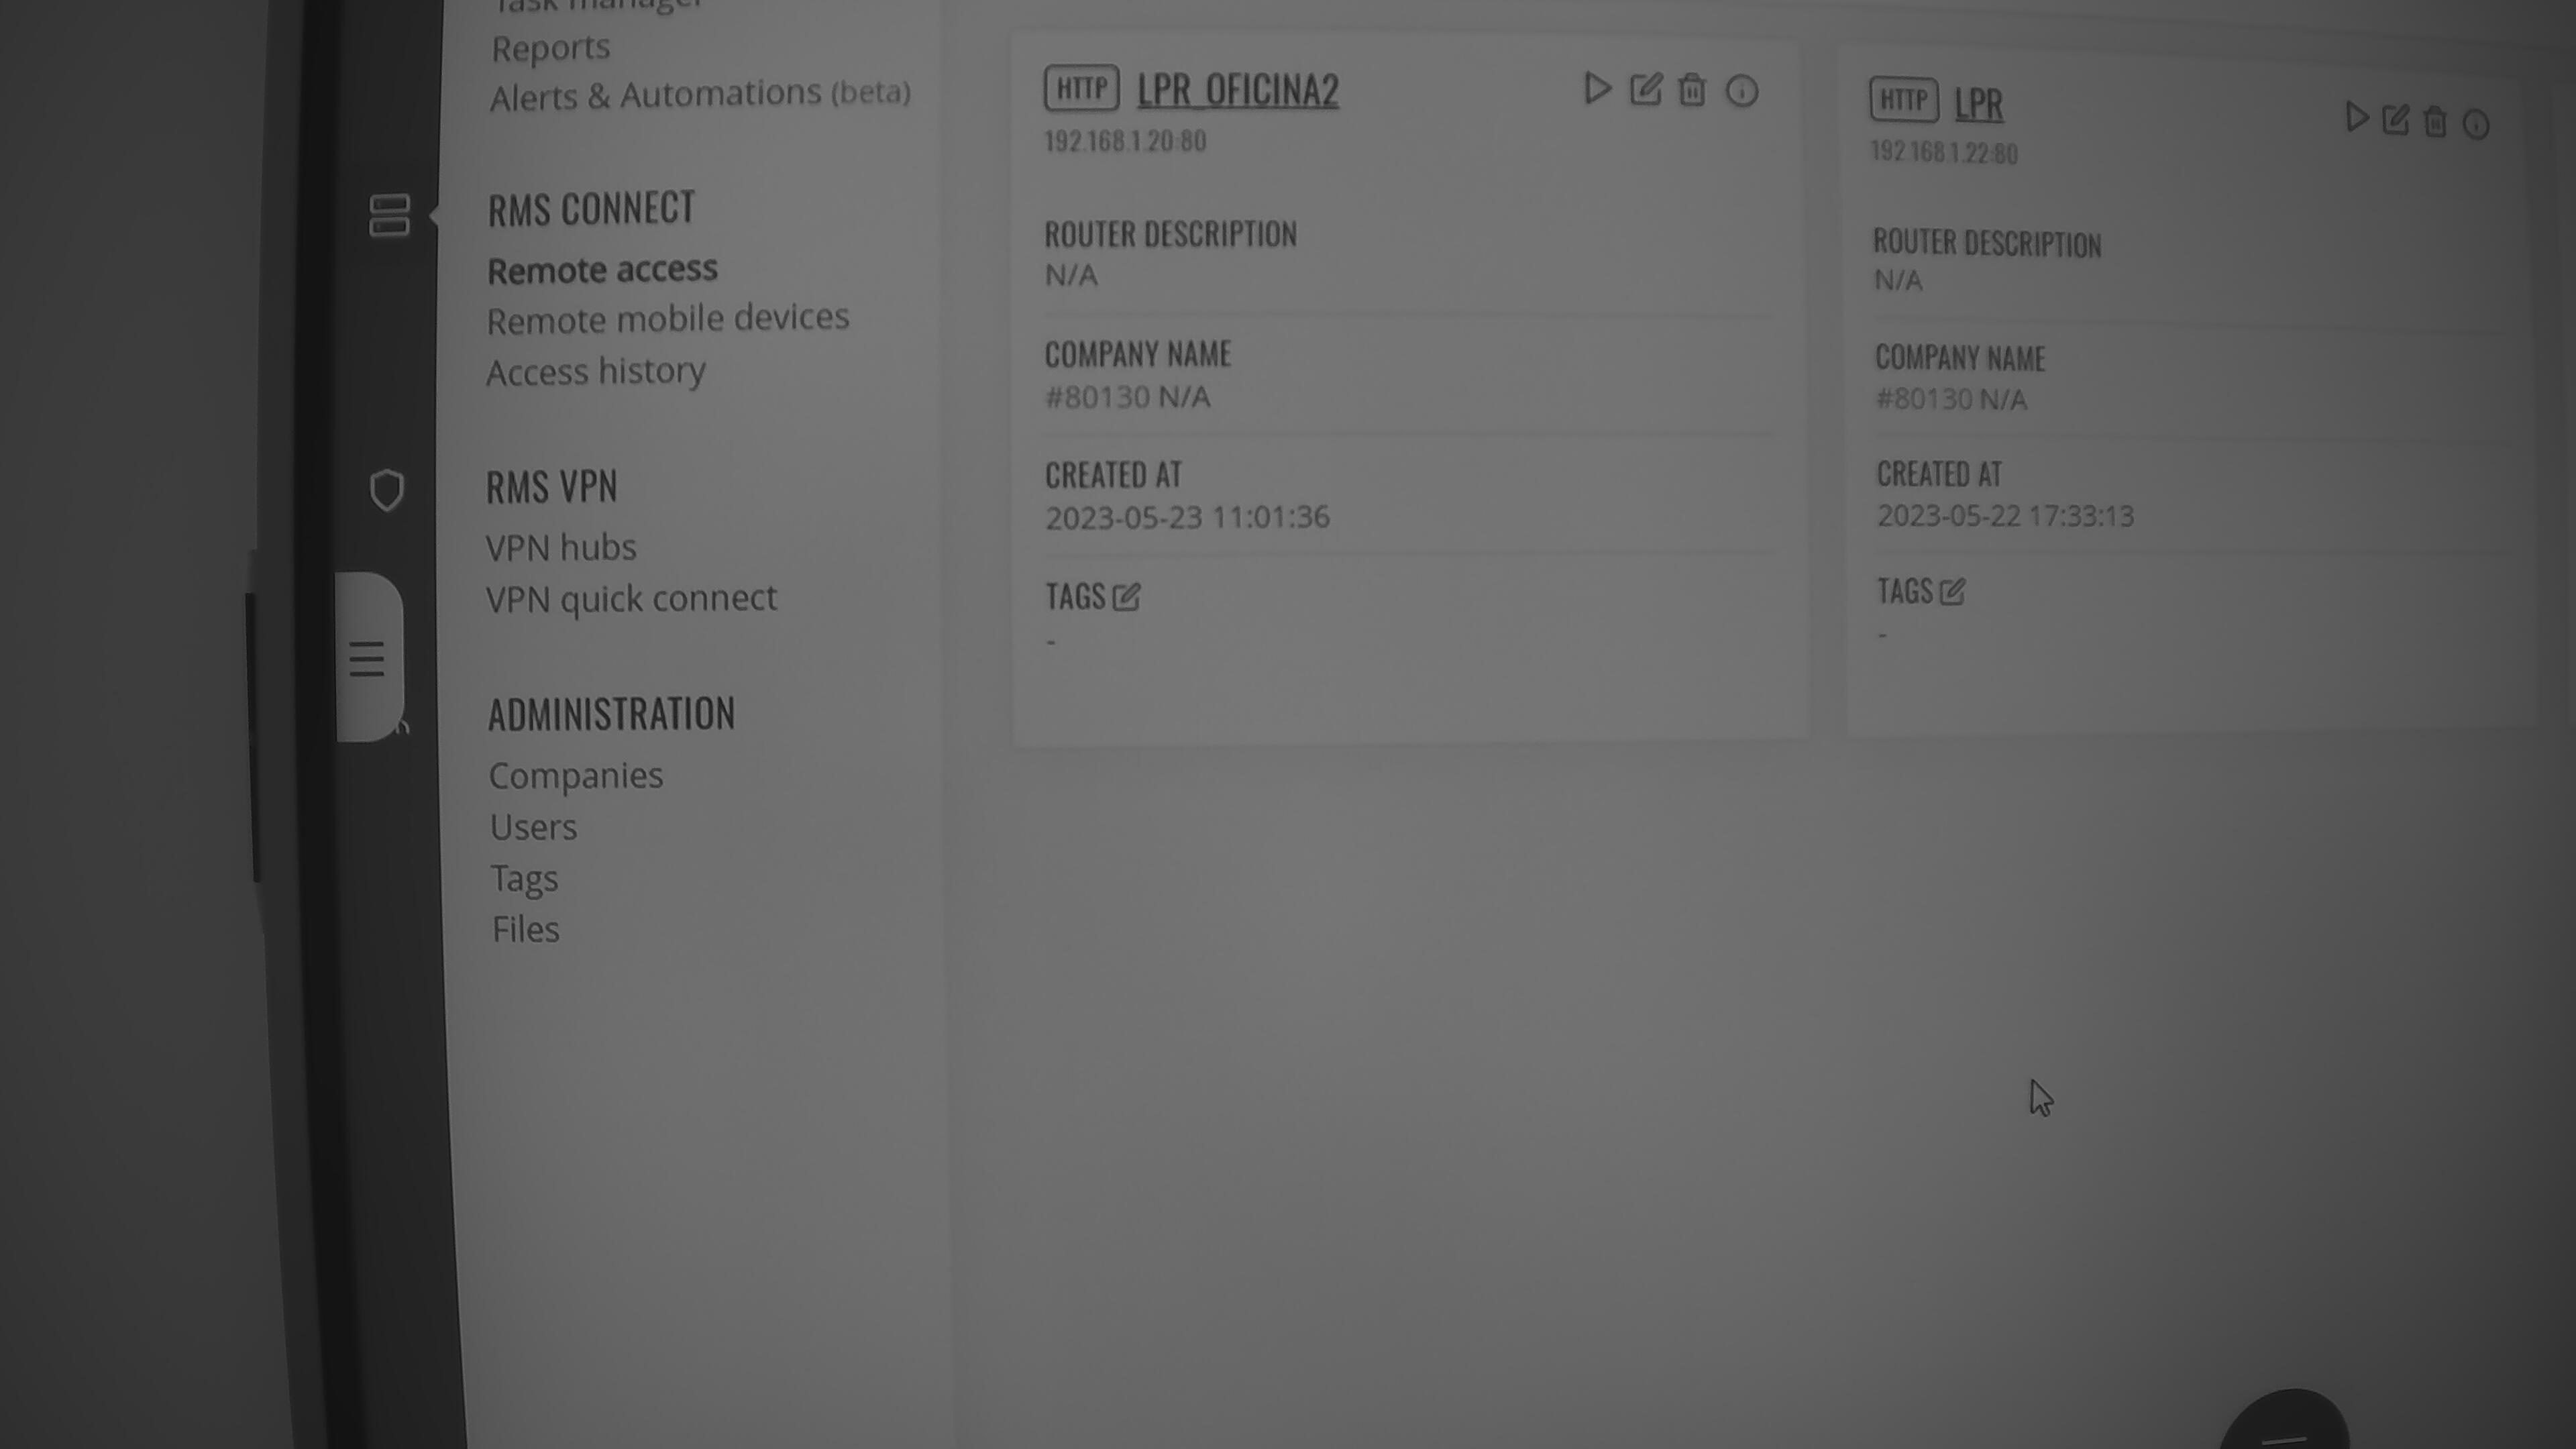 Task manager
Reports
Alerts & Automations (beta)
RMS CONNECT
Remote access
Remote mobile devices
Access history
RMS VPN
VPN hubs
VPN quick connect
ADMINISTRATION
Companies
Users
Tags
Files
HTTP LPR_OFICINA2
192.168.1.20:80
ROUTER DESCRIPTION
N/A
COMPANY NAME
#80130 N/A
CREATED AT
2023-05-23 11:01:36
TAGS
-
HTTP LPR
192.168.1.22:80
ROUTER DESCRIPTION
N/A
COMPANY NAME
#80130 N/A
CREATED AT
2023-05-22 17:33:13
TAGS
-